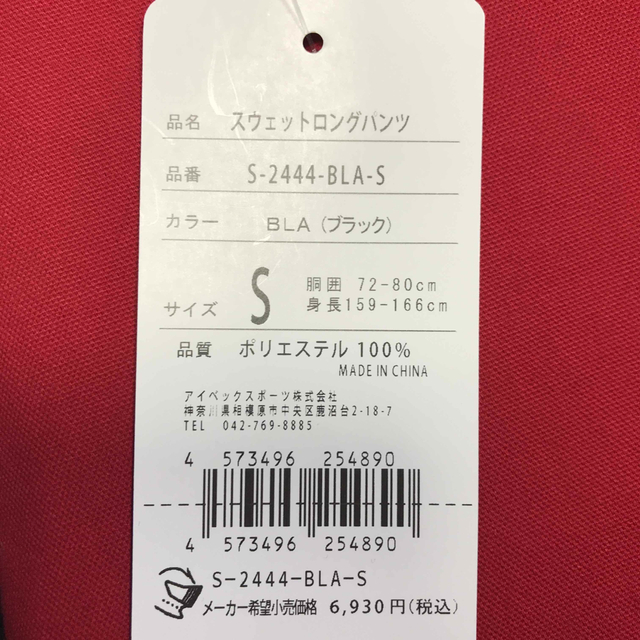 品名 スウェットロングパンツ
品番 S-2444-BLA-S
カラー BLA(ブラック)
サイズ S 胴囲 72-80cm
身長159-166cm
品質 ポリエステル 100%
MADE IN CHINA
アイベックスポーツ株式会社
神奈川県相模原市中央区鹿沼台2-18-7
TEL 042-769-8885
4 573496 254890
4 573496 254890
S-2444-BLA-S
メーカー希望小売価格 6,930円(税込)